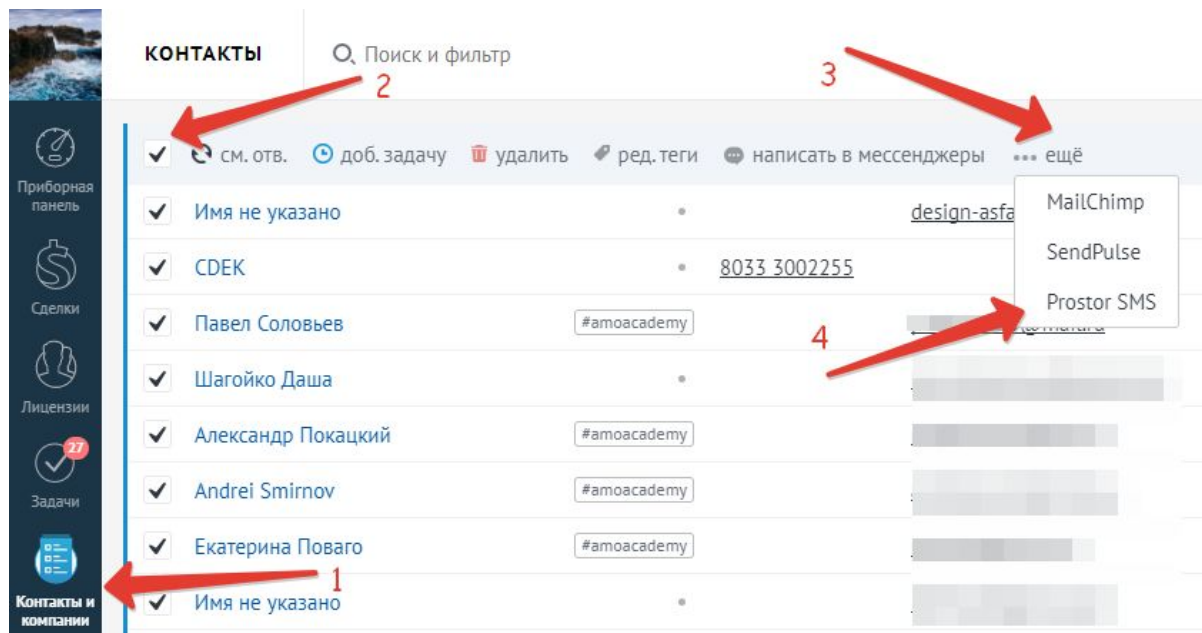 КОНТАКТЫ
Поиск и фильтр
2
3
см. отв. доб. задачу удалить ред. теги написать в мессенджеры ••• ещё
Приборная
панель
Имя не указано
design-asfa
MailChimp
CDEK
8033 3002255
SendPulse
Сделки
Павел Соловьев
#amoacademy
Prostor SMS
4
Шагойко Даша
Лицензии
Александр Покацкий
#amoacademy
27
Задачи
Andrei Smirnov
#amoacademy
Екатерина Поваго
#amoacademy
1
Контакты и
компании
Имя не указано